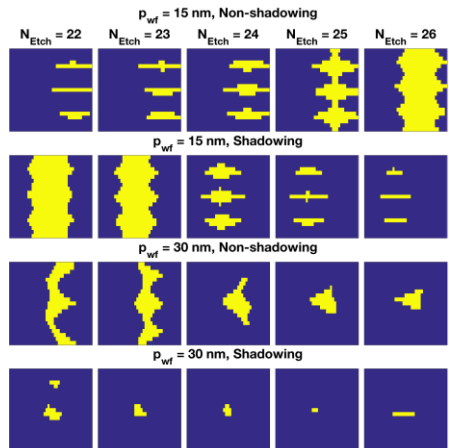 p_wf = 15 nm, Non-shadowing
N_Etch = 22 N_Etch = 23 N_Etch = 24 N_Etch = 25 N_Etch = 26
p_wf = 15 nm, Shadowing
p_wf = 30 nm, Non-shadowing
p_wf = 30 nm, Shadowing